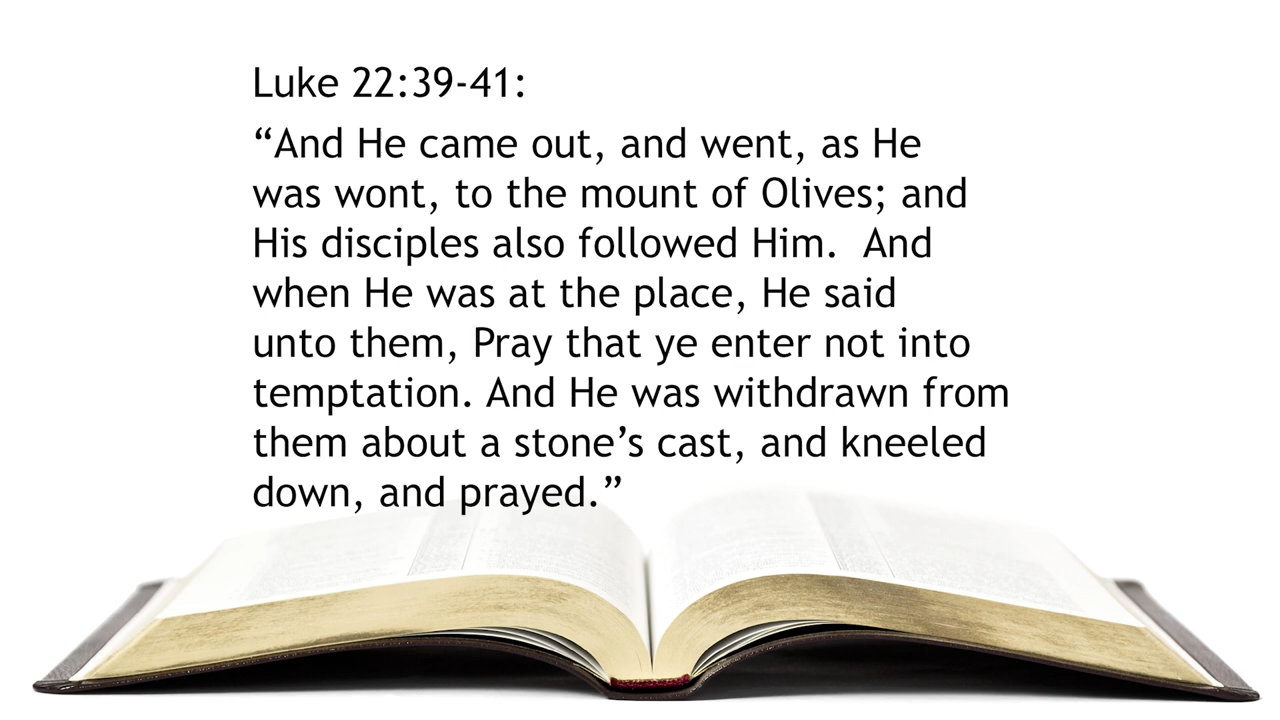 Luke 22:39-41:
“And He came out, and went, as He
was wont, to the mount of Olives; and
His disciples also followed Him.  And
when He was at the place, He said
unto them, Pray that ye enter not into
temptation. And He was withdrawn from
them about a stone’s cast, and kneeled
down, and prayed.”